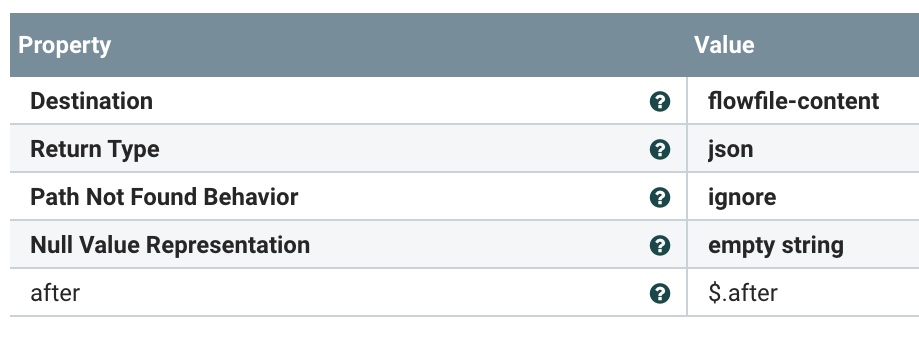 Property Value
Destination ? flowfile-content
Return Type ? json
Path Not Found Behavior ? ignore
Null Value Representation ? empty string
after ? $.after